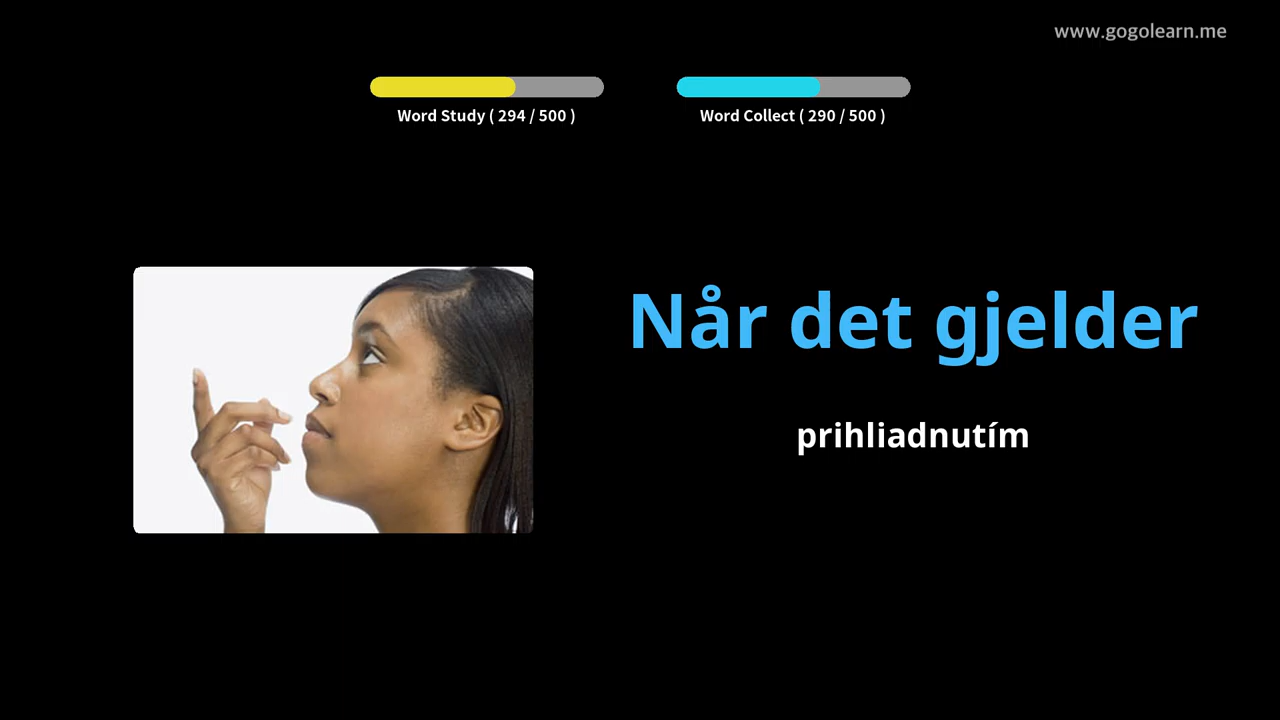 www.gogolearn.me
Word Study ( 294 / 500 )
Word Collect ( 290 / 500 )
Når det gjelder
prihliadnutím